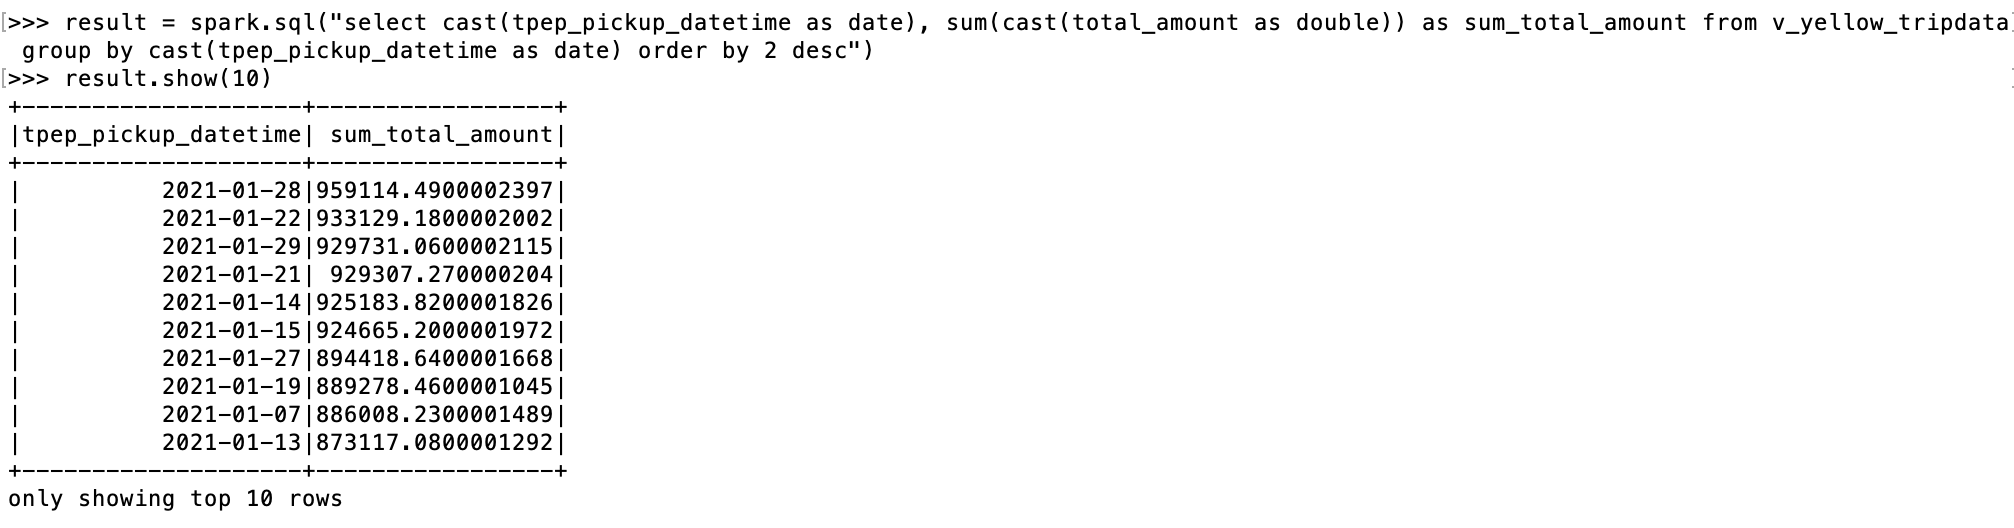 [>>> result = spark.sql("select cast(tpep_pickup_datetime as date), sum(cast(total_amount as double)) as sum_total_amount from v_yellow_tripdata]
 group by cast(tpep_pickup_datetime as date) order by 2 desc")
[>>> result.show(10)                                                                                                                            ]
+--------------------+-----------------+
|tpep_pickup_datetime| sum_total_amount|
+--------------------+-----------------+
|          2021-01-28|959114.4900002397|
|          2021-01-22|933129.1800002002|
|          2021-01-29|929731.0600002115|
|          2021-01-21| 929307.270000204|
|          2021-01-14|925183.8200001826|
|          2021-01-15|924665.2000001972|
|          2021-01-27|894418.6400001668|
|          2021-01-19|889278.4600001045|
|          2021-01-07|886008.2300001489|
|          2021-01-13|873117.0800001292|
+--------------------+-----------------+
only showing top 10 rows